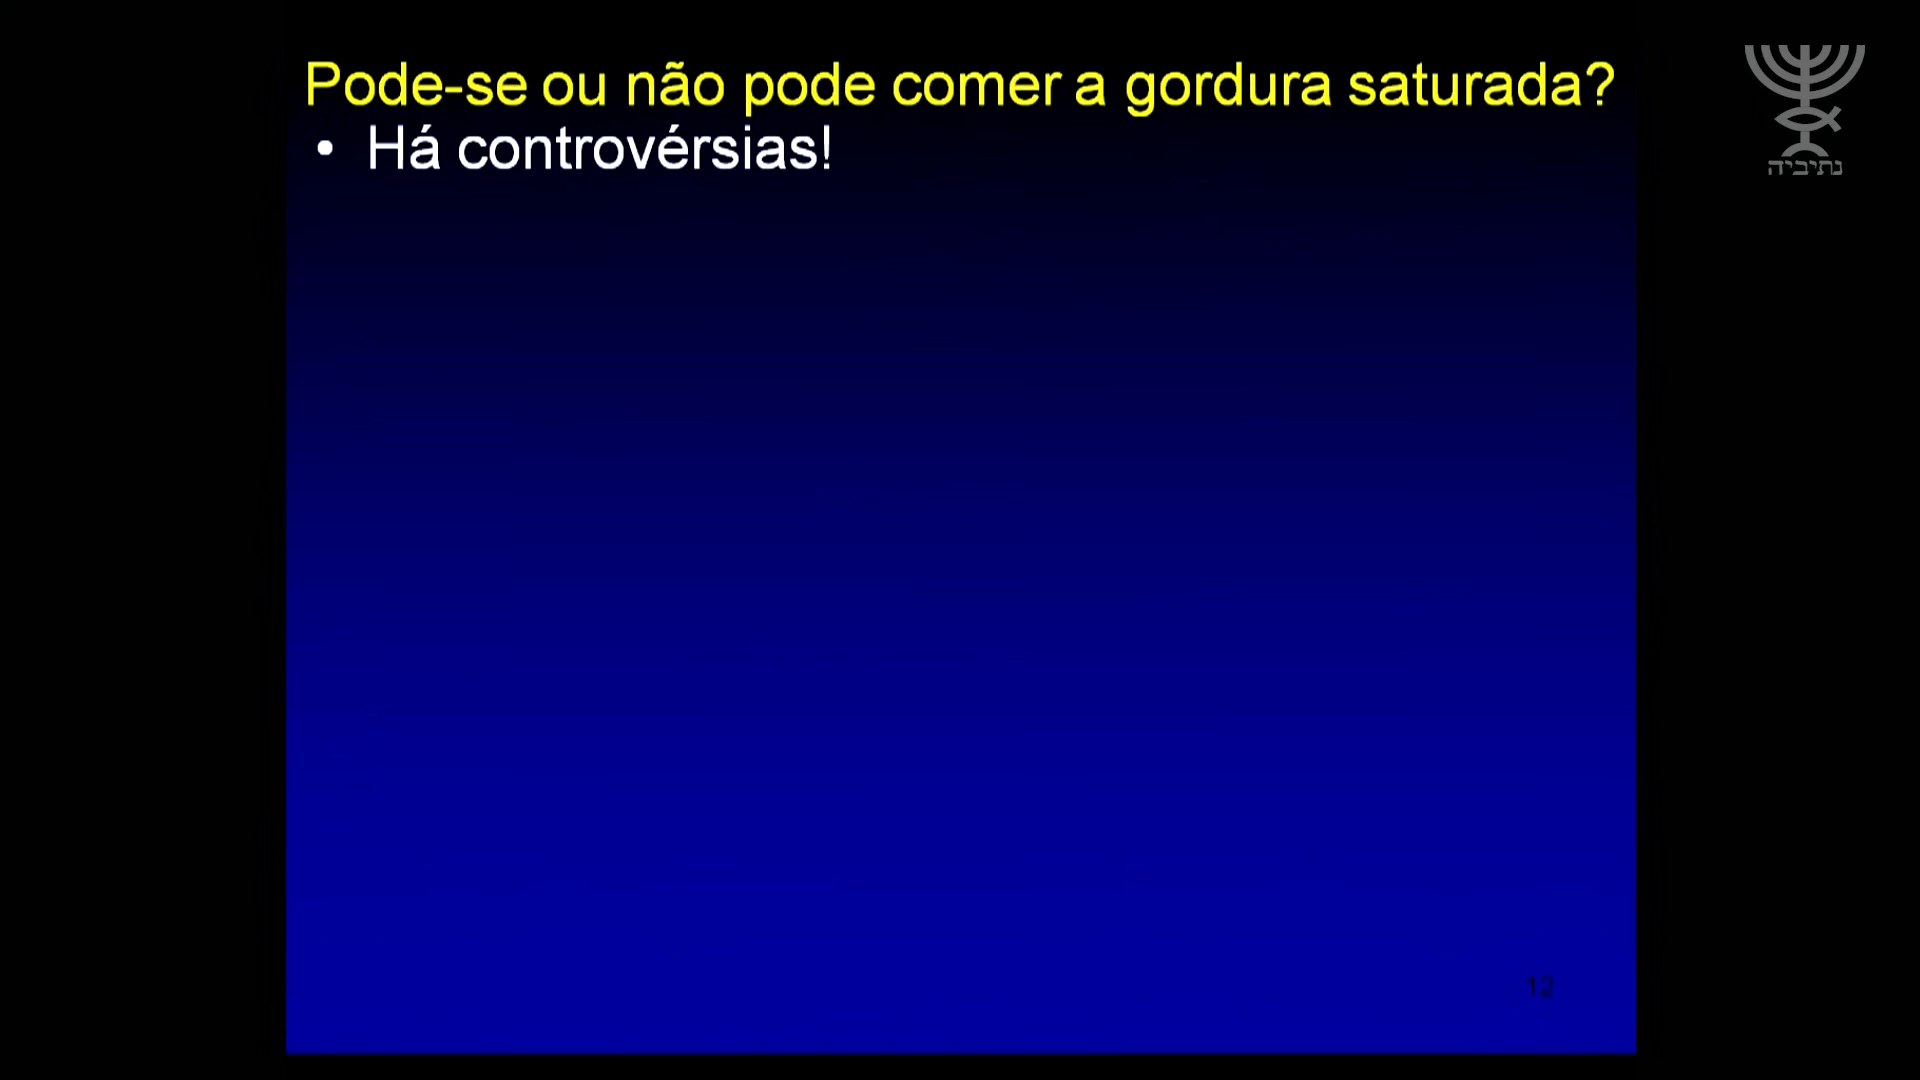 Pode-se ou não pode comer a gordura saturada?
• Há controvérsias!
נתיביה
12